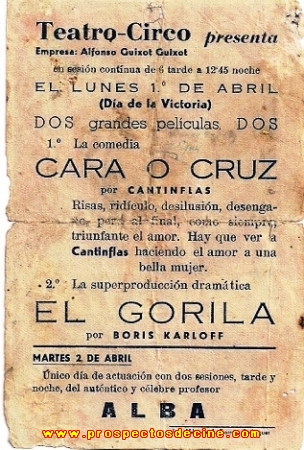 Teatro-Circo presenta
Empresa: Alfonso Guixot Guixot
en sesión continua de 6 tarde a 12'45 noche
EL LUNES 1.º DE ABRIL
(Día de la Victoria)
DOS grandes películas. DOS
1.º La comedia
CARA O CRUZ
por CANTINFLAS
Risas, ridículo, desilusión, desenga-
ño, pero al final, como siempre,
triunfante el amor. Hay que ver a
Cantinflas haciendo el amor a una
bella mujer.
2.º La superproducción dramática
EL GORILA
por BORIS KARLOFF
MARTES 2 DE ABRIL
Único día de actuación con dos sesiones, tarde y
noche, del auténtico y célebre profesor
ALBA
www.prospectosdecine.com